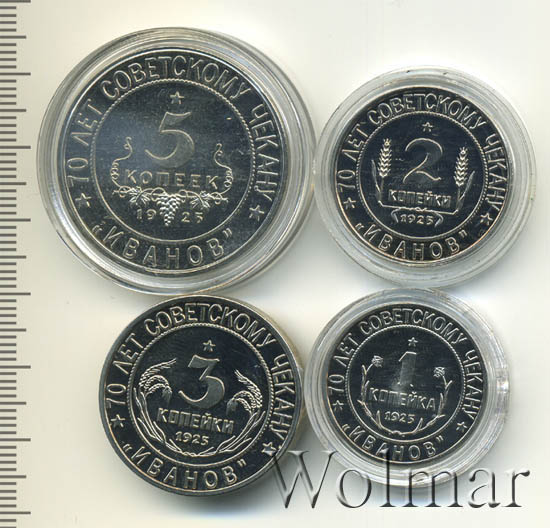 70 ЛЕТ СОВЕТСКОМУ ЧЕКАНУ
5
КОПЕЕК
1925
„ИВАНОВ"
70 ЛЕТ СОВЕТСКОМУ ЧЕКАНУ
2
КОПЕЙКИ
1925
„ИВАНОВ"
70 ЛЕТ СОВЕТСКОМУ ЧЕКАНУ
3
КОПЕЙКИ
1925
„ИВАНОВ"
70 ЛЕТ СОВЕТСКОМУ ЧЕКАНУ
1
КОПЕЙКА
1925
„ИВАНОВ"
Wolmar